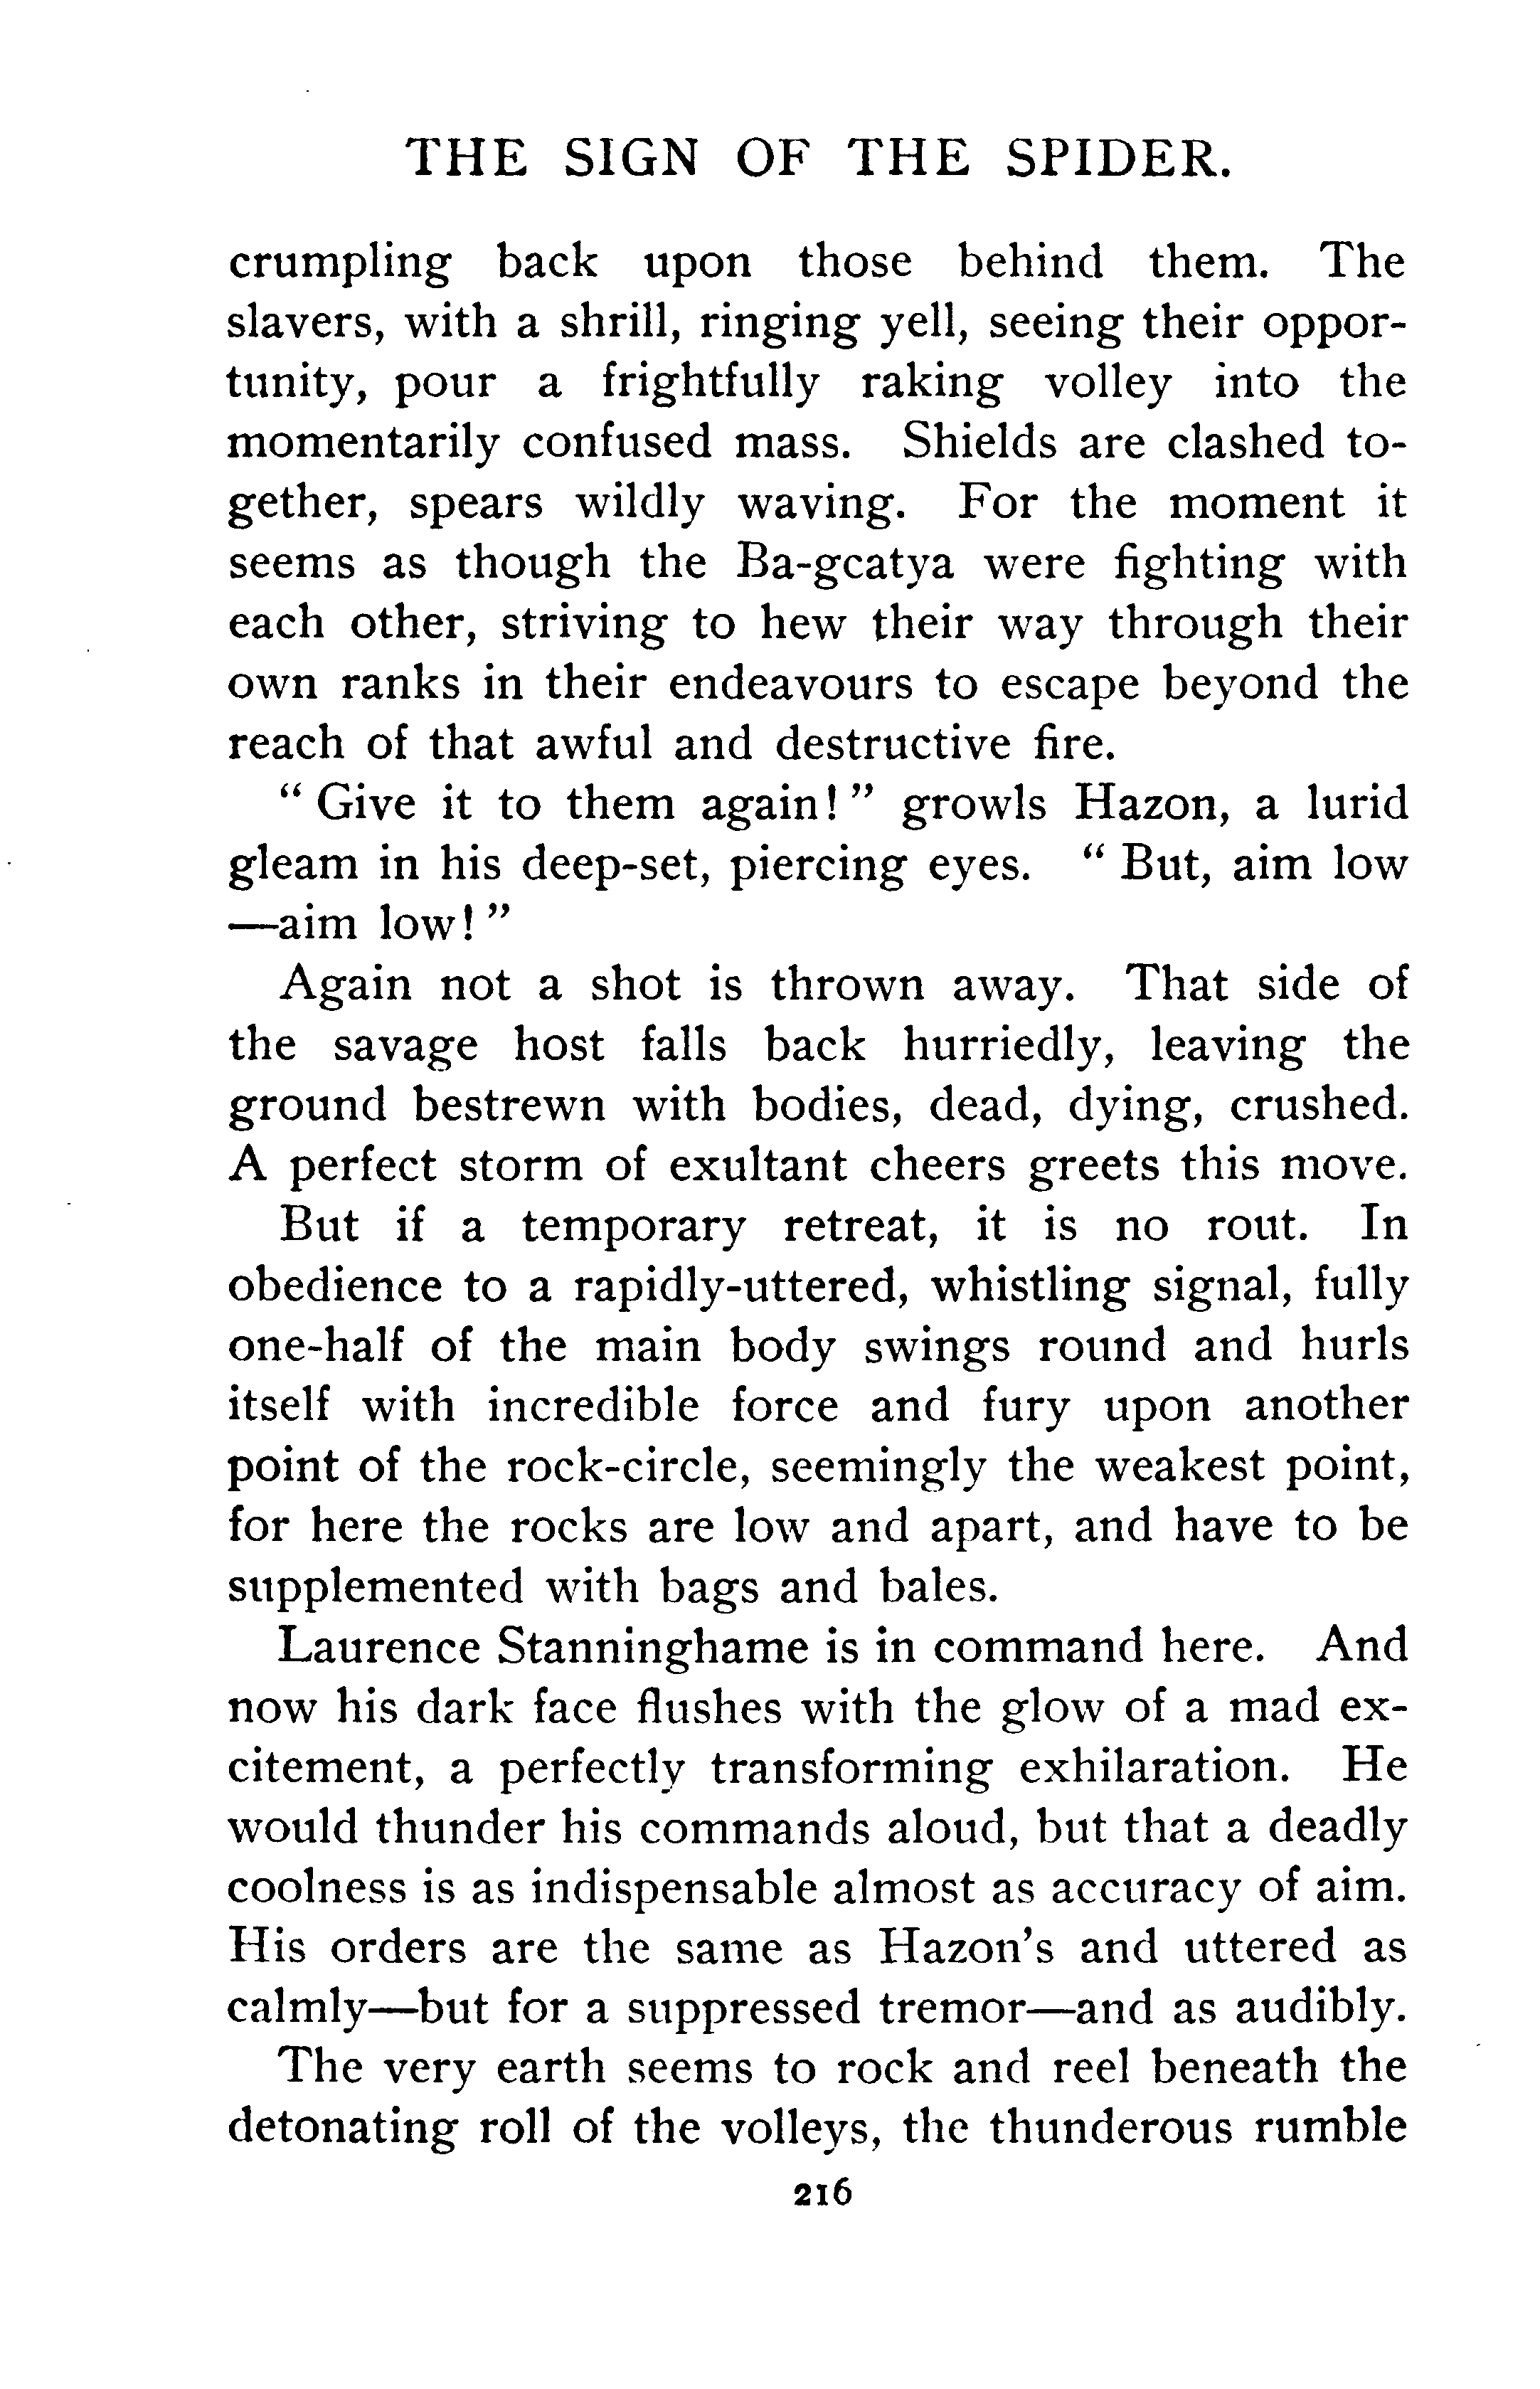 THE SIGN OF THE SPIDER.
crumpling back upon those behind them. The
slavers, with a shrill, ringing yell, seeing their oppor-
tunity, pour a frightfully raking volley into the
momentarily confused mass. Shields are clashed to-
gether, spears wildly waving. For the moment it
seems as though the Ba-gcatya were fighting with
each other, striving to hew their way through their
own ranks in their endeavours to escape beyond the
reach of that awful and destructive fire.
“Give it to them again!” growls Hazon, a lurid
gleam in his deep-set, piercing eyes. “But, aim low
—aim low!”
Again not a shot is thrown away. That side of
the savage host falls back hurriedly, leaving the
ground bestrewn with bodies, dead, dying, crushed.
A perfect storm of exultant cheers greets this move.
But if a temporary retreat, it is no rout. In
obedience to a rapidly-uttered, whistling signal, fully
one-half of the main body swings round and hurls
itself with incredible force and fury upon another
point of the rock-circle, seemingly the weakest point,
for here the rocks are low and apart, and have to be
supplemented with bags and bales.
Laurence Stanninghame is in command here. And
now his dark face flushes with the glow of a mad ex-
citement, a perfectly transforming exhilaration. He
would thunder his commands aloud, but that a deadly
coolness is as indispensable almost as accuracy of aim.
His orders are the same as Hazon's and uttered as
calmly—but for a suppressed tremor—and as audibly.
The very earth seems to rock and reel beneath the
detonating roll of the volleys, the thunderous rumble
216